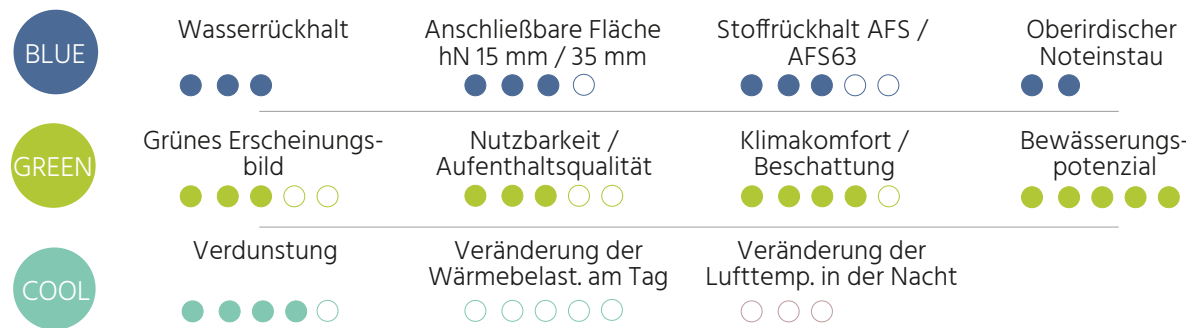 BLUE
Wasserrückhalt
Anschließbare Fläche
hN 15 mm / 35 mm
Stoffrückhalt AFS /
AFS63
Oberirdischer
Noteinstau
GREEN
Grünes Erscheinungs-
bild
Nutzbarkeit /
Aufenthaltsqualität
Klimakomfort /
Beschattung
Bewässerungs-
potenzial
COOL
Verdunstung
Veränderung der
Wärmebelast. am Tag
Veränderung der
Lufttemp. in der Nacht